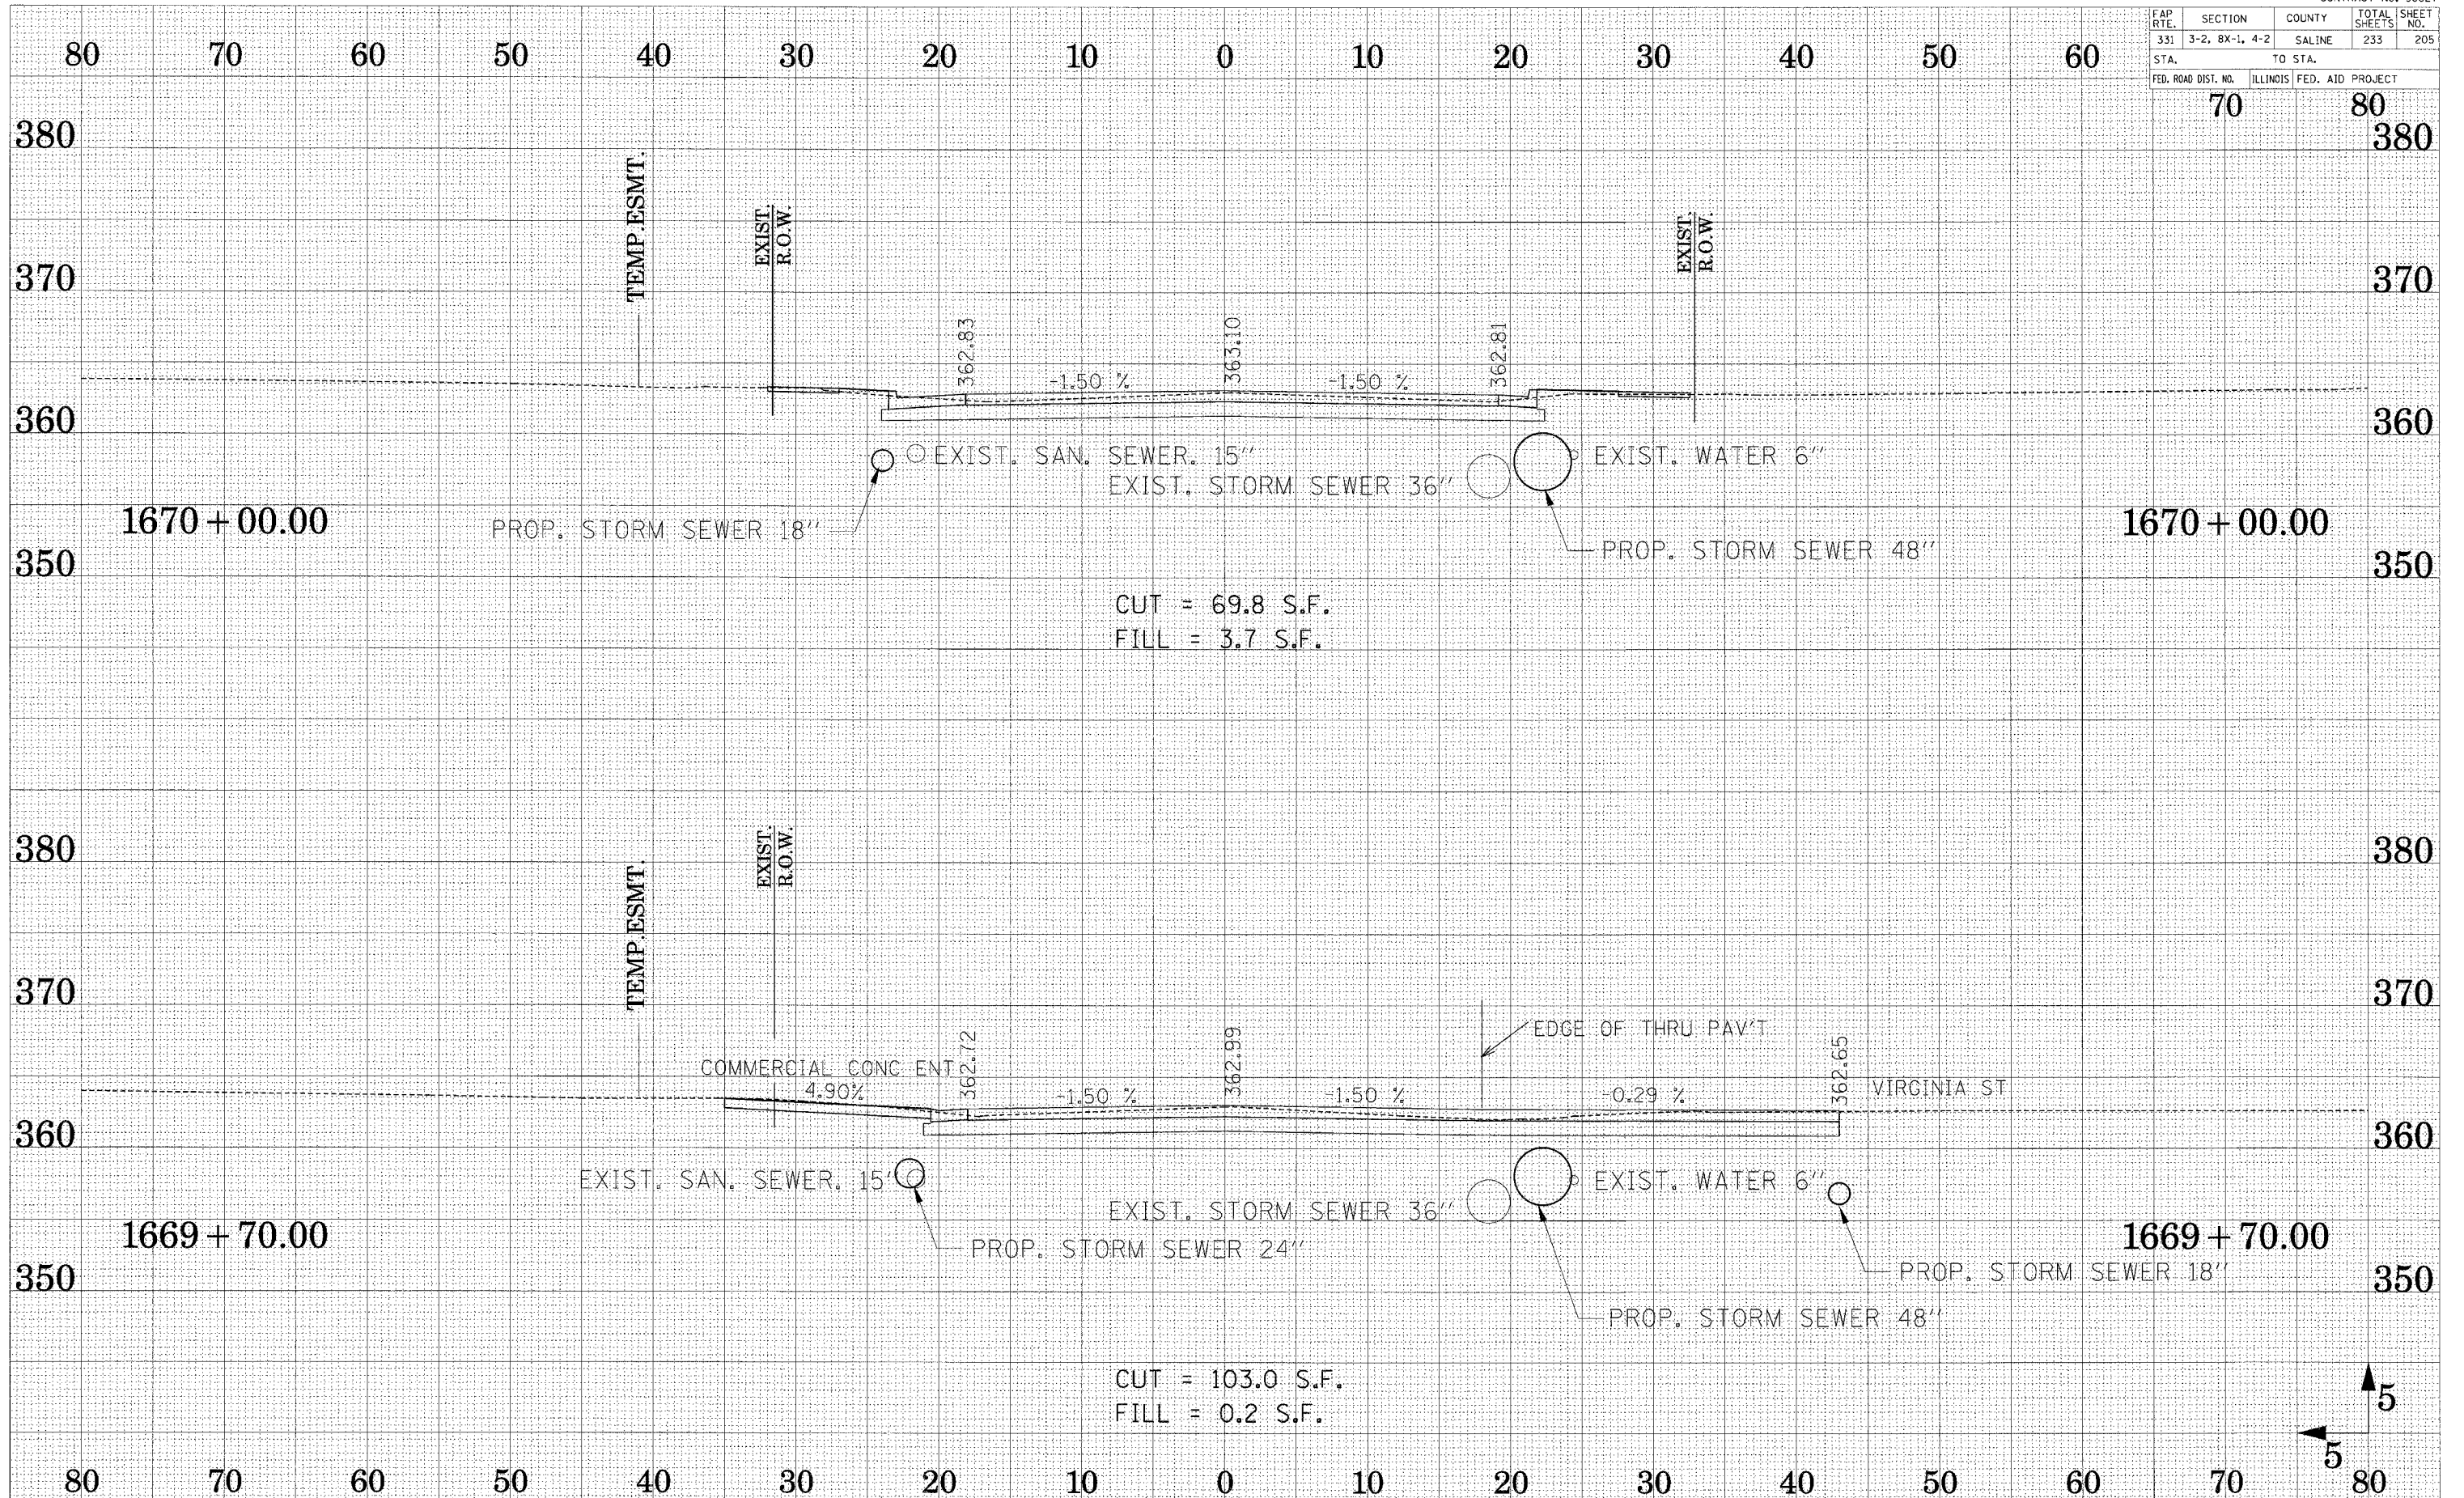 FAP RTE. SECTION COUNTY TOTAL SHEETS SHEET NO.
331 3-2, 8X-1, 4-2 SALINE 233 205
STA. TO STA.
FED. ROAD DIST. NO. ILLINOIS FED. AID PROJECT
80 70 60 50 40 30 20 10 0 10 20 30 40 50 60 70 80
380 380
TEMP.ESMT.
EXIST. R.O.W.
EXIST. R.O.W.
370 370
362.83 363.10 362.81
-1.50 % -1.50 %
360 360
EXIST. SAN. SEWER. 15" EXIST. WATER 6"
EXIST. STORM SEWER 36"
1670+00.00 1670+00.00
PROP. STORM SEWER 18"
PROP. STORM SEWER 48"
350 350
CUT = 69.8 S.F.
FILL = 3.7 S.F.
380 380
EXIST. R.O.W.
TEMP.ESMT.
370 370
EDGE OF THRU PAV'T
362.72 362.99 362.65
COMMERCIAL CONC ENT
4.90% -1.50 % -1.50 % -0.29 % VIRGINIA ST
360 360
EXIST. SAN. SEWER. 15" EXIST. WATER 6"
EXIST. STORM SEWER 36"
1669+70.00 1669+70.00
PROP. STORM SEWER 24"
350 PROP. STORM SEWER 18" 350
PROP. STORM SEWER 48"
CUT = 103.0 S.F.
FILL = 0.2 S.F.
5
5
80 70 60 50 40 30 20 10 0 10 20 30 40 50 60 70 80